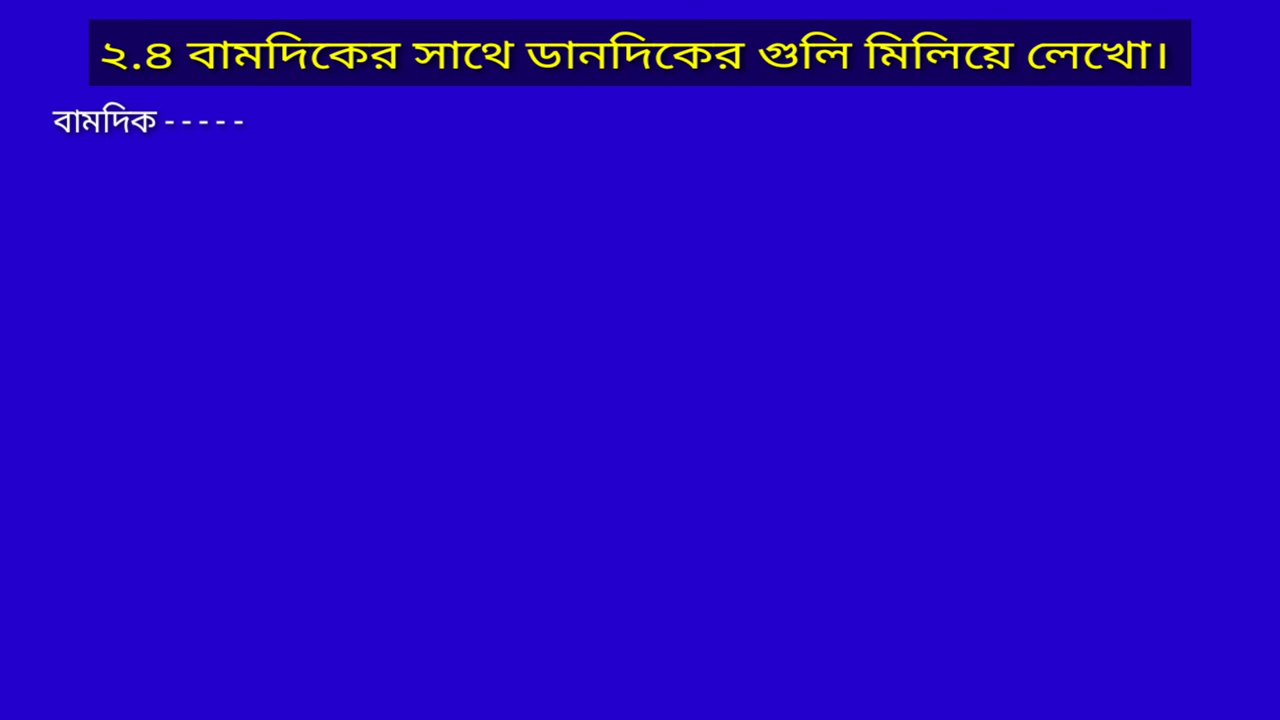 ২.৪ বামদিকের সাথে ডানদিকের গুলি মিলিয়ে লেখো।
বামদিক - - - - -